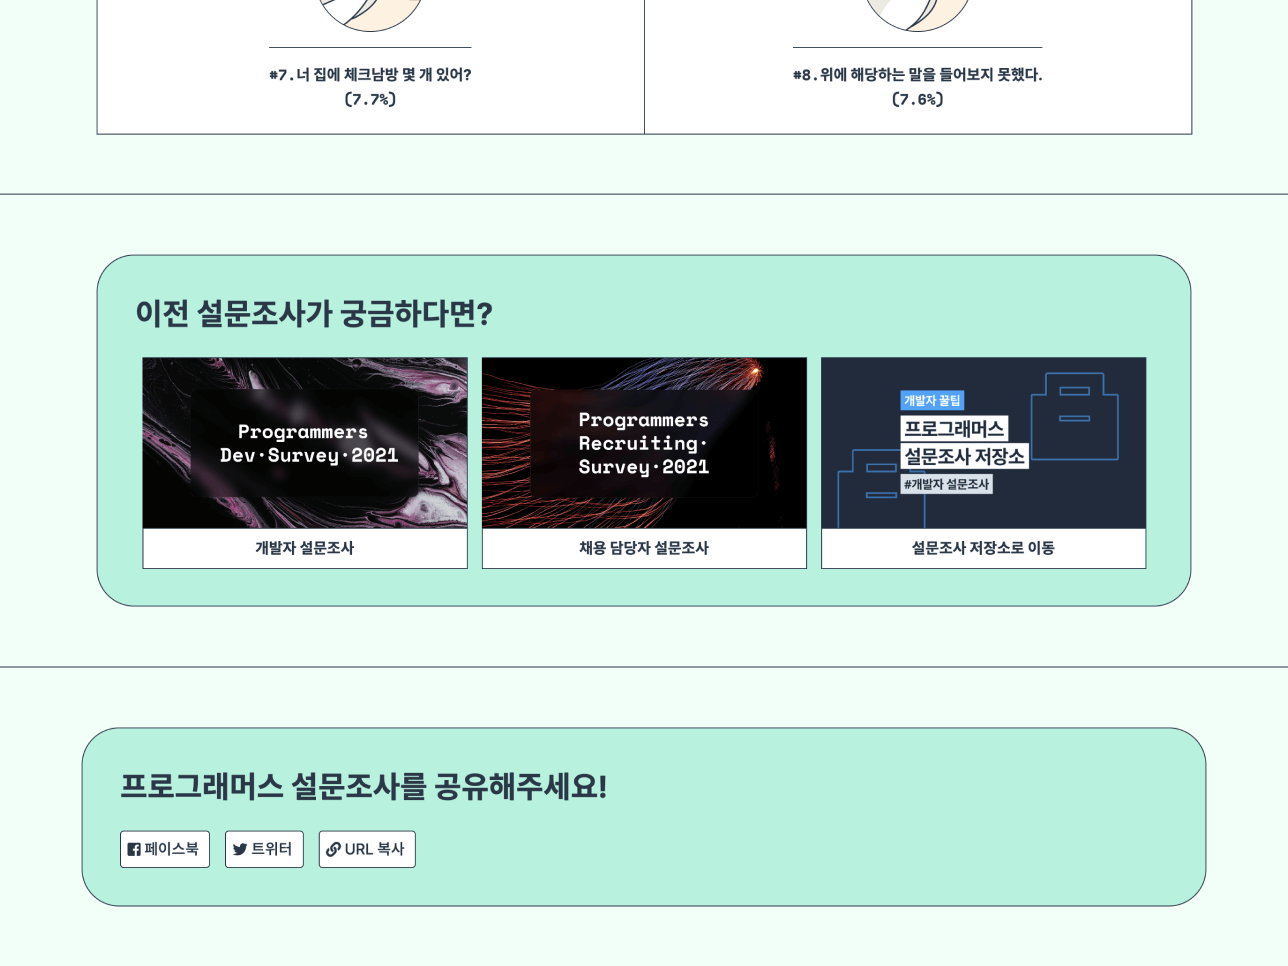 #7.너 집에 체크남방 몇 개 있어?
(7.7%)
#8.위에 해당하는 말을 들어보지 못했다.
(7.6%)
이전 설문조사가 궁금하다면?
Programmers
Dev·Survey·2021
개발자 설문조사
Programmers
Recruiting·
Survey·2021
채용 담당자 설문조사
개발자 꿀팁
프로그래머스
설문조사 저장소
#개발자 설문조사
설문조사 저장소로 이동
프로그래머스 설문조사를 공유해주세요!
페이스북
트위터
URL 복사